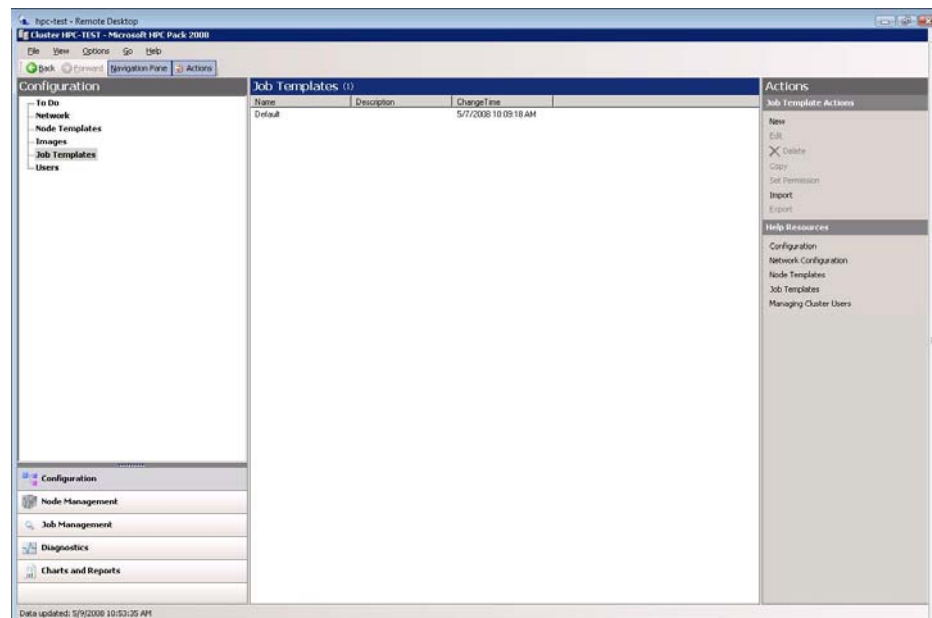 hpc-test - Remote Desktop
Cluster HPC-TEST - Microsoft HPC Pack 2008
File View Options Go Help
Back Forward Navigation Pane Actions
Configuration
To Do
Network
Node Templates
Images
Job Templates
Users
Configuration
Node Management
Job Management
Diagnostics
Charts and Reports
Job Templates (1)
Name Description ChangeTime
Default 5/7/2008 10:09:18 AM
Actions
Job Template Actions
New
Edit
Delete
Copy
Set Permission
Import
Export
Help Resources
Configuration
Network Configuration
Node Templates
Job Templates
Managing Cluster Users
Data updated: 5/9/2008 10:53:35 AM